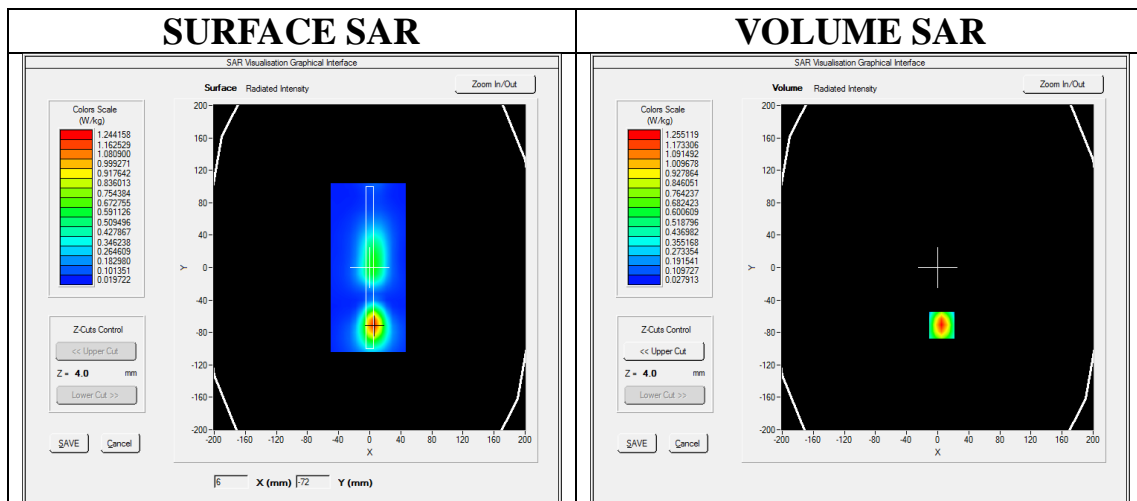 SURFACE SAR
SAR Visualisation Graphical Interface
Surface Radiated Intensity
Zoom In/Out
Colors Scale
(W/kg)
1.244158
1.162529
1.080900
0.999271
0.917642
0.836013
0.754384
0.672755
0.591126
0.509496
0.427867
0.346238
0.264609
0.182980
0.101351
0.019722
Z-Cuts Control
<< Upper Cut
Z = 4.0 mm
Lower Cut >>
SAVE Cancel
200
160
120
80
40
0
-40
-80
-120
-160
-200
Y
-200 -160 -120 -80 -40 0 40 80 120 160 200
X
6 X (mm) -72 Y (mm)
VOLUME SAR
SAR Visualisation Graphical Interface
Volume Radiated Intensity
Zoom In/Out
Colors Scale
(W/kg)
1.255119
1.173306
1.091492
1.009678
0.927864
0.846051
0.764237
0.682423
0.600609
0.518796
0.436982
0.355168
0.273354
0.191541
0.109727
0.027913
Z-Cuts Control
<< Upper Cut
Z = 4.0 mm
Lower Cut >>
SAVE Cancel
200
160
120
80
40
0
-40
-80
-120
-160
-200
Y
-200 -160 -120 -80 -40 0 40 80 120 160 200
X